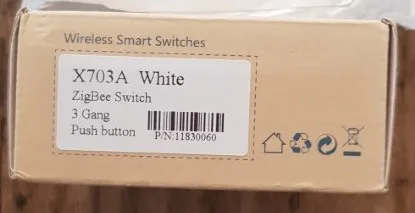 Wireless Smart Switches
X703A White
ZigBee Switch
3 Gang
Push button
P/N:11830060